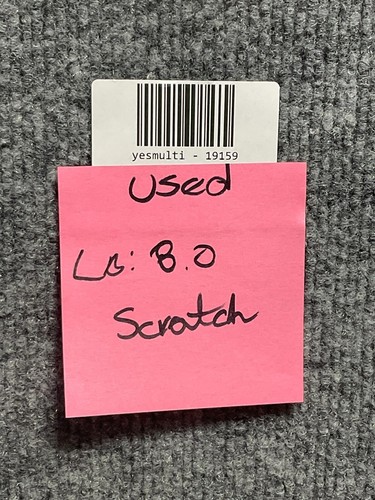 yesmulti - 19159
Used
LB: 8.0
Scratch